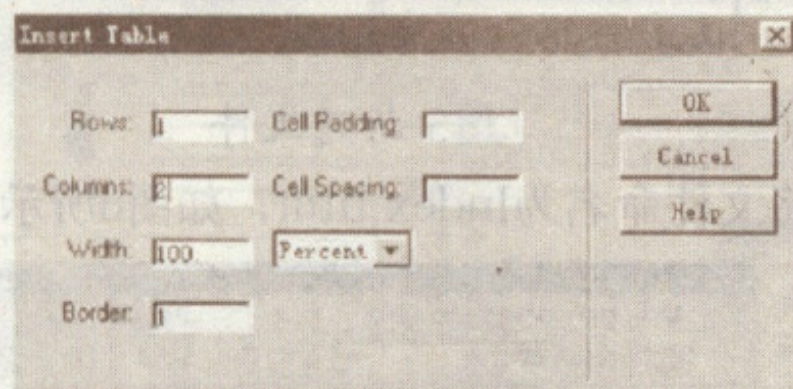 Insert Table
Rows: 1 Cell Padding:
OK
Columns: 2 Cell Spacing:
Cancel
Help
Width: 100 Percent
Border: 1